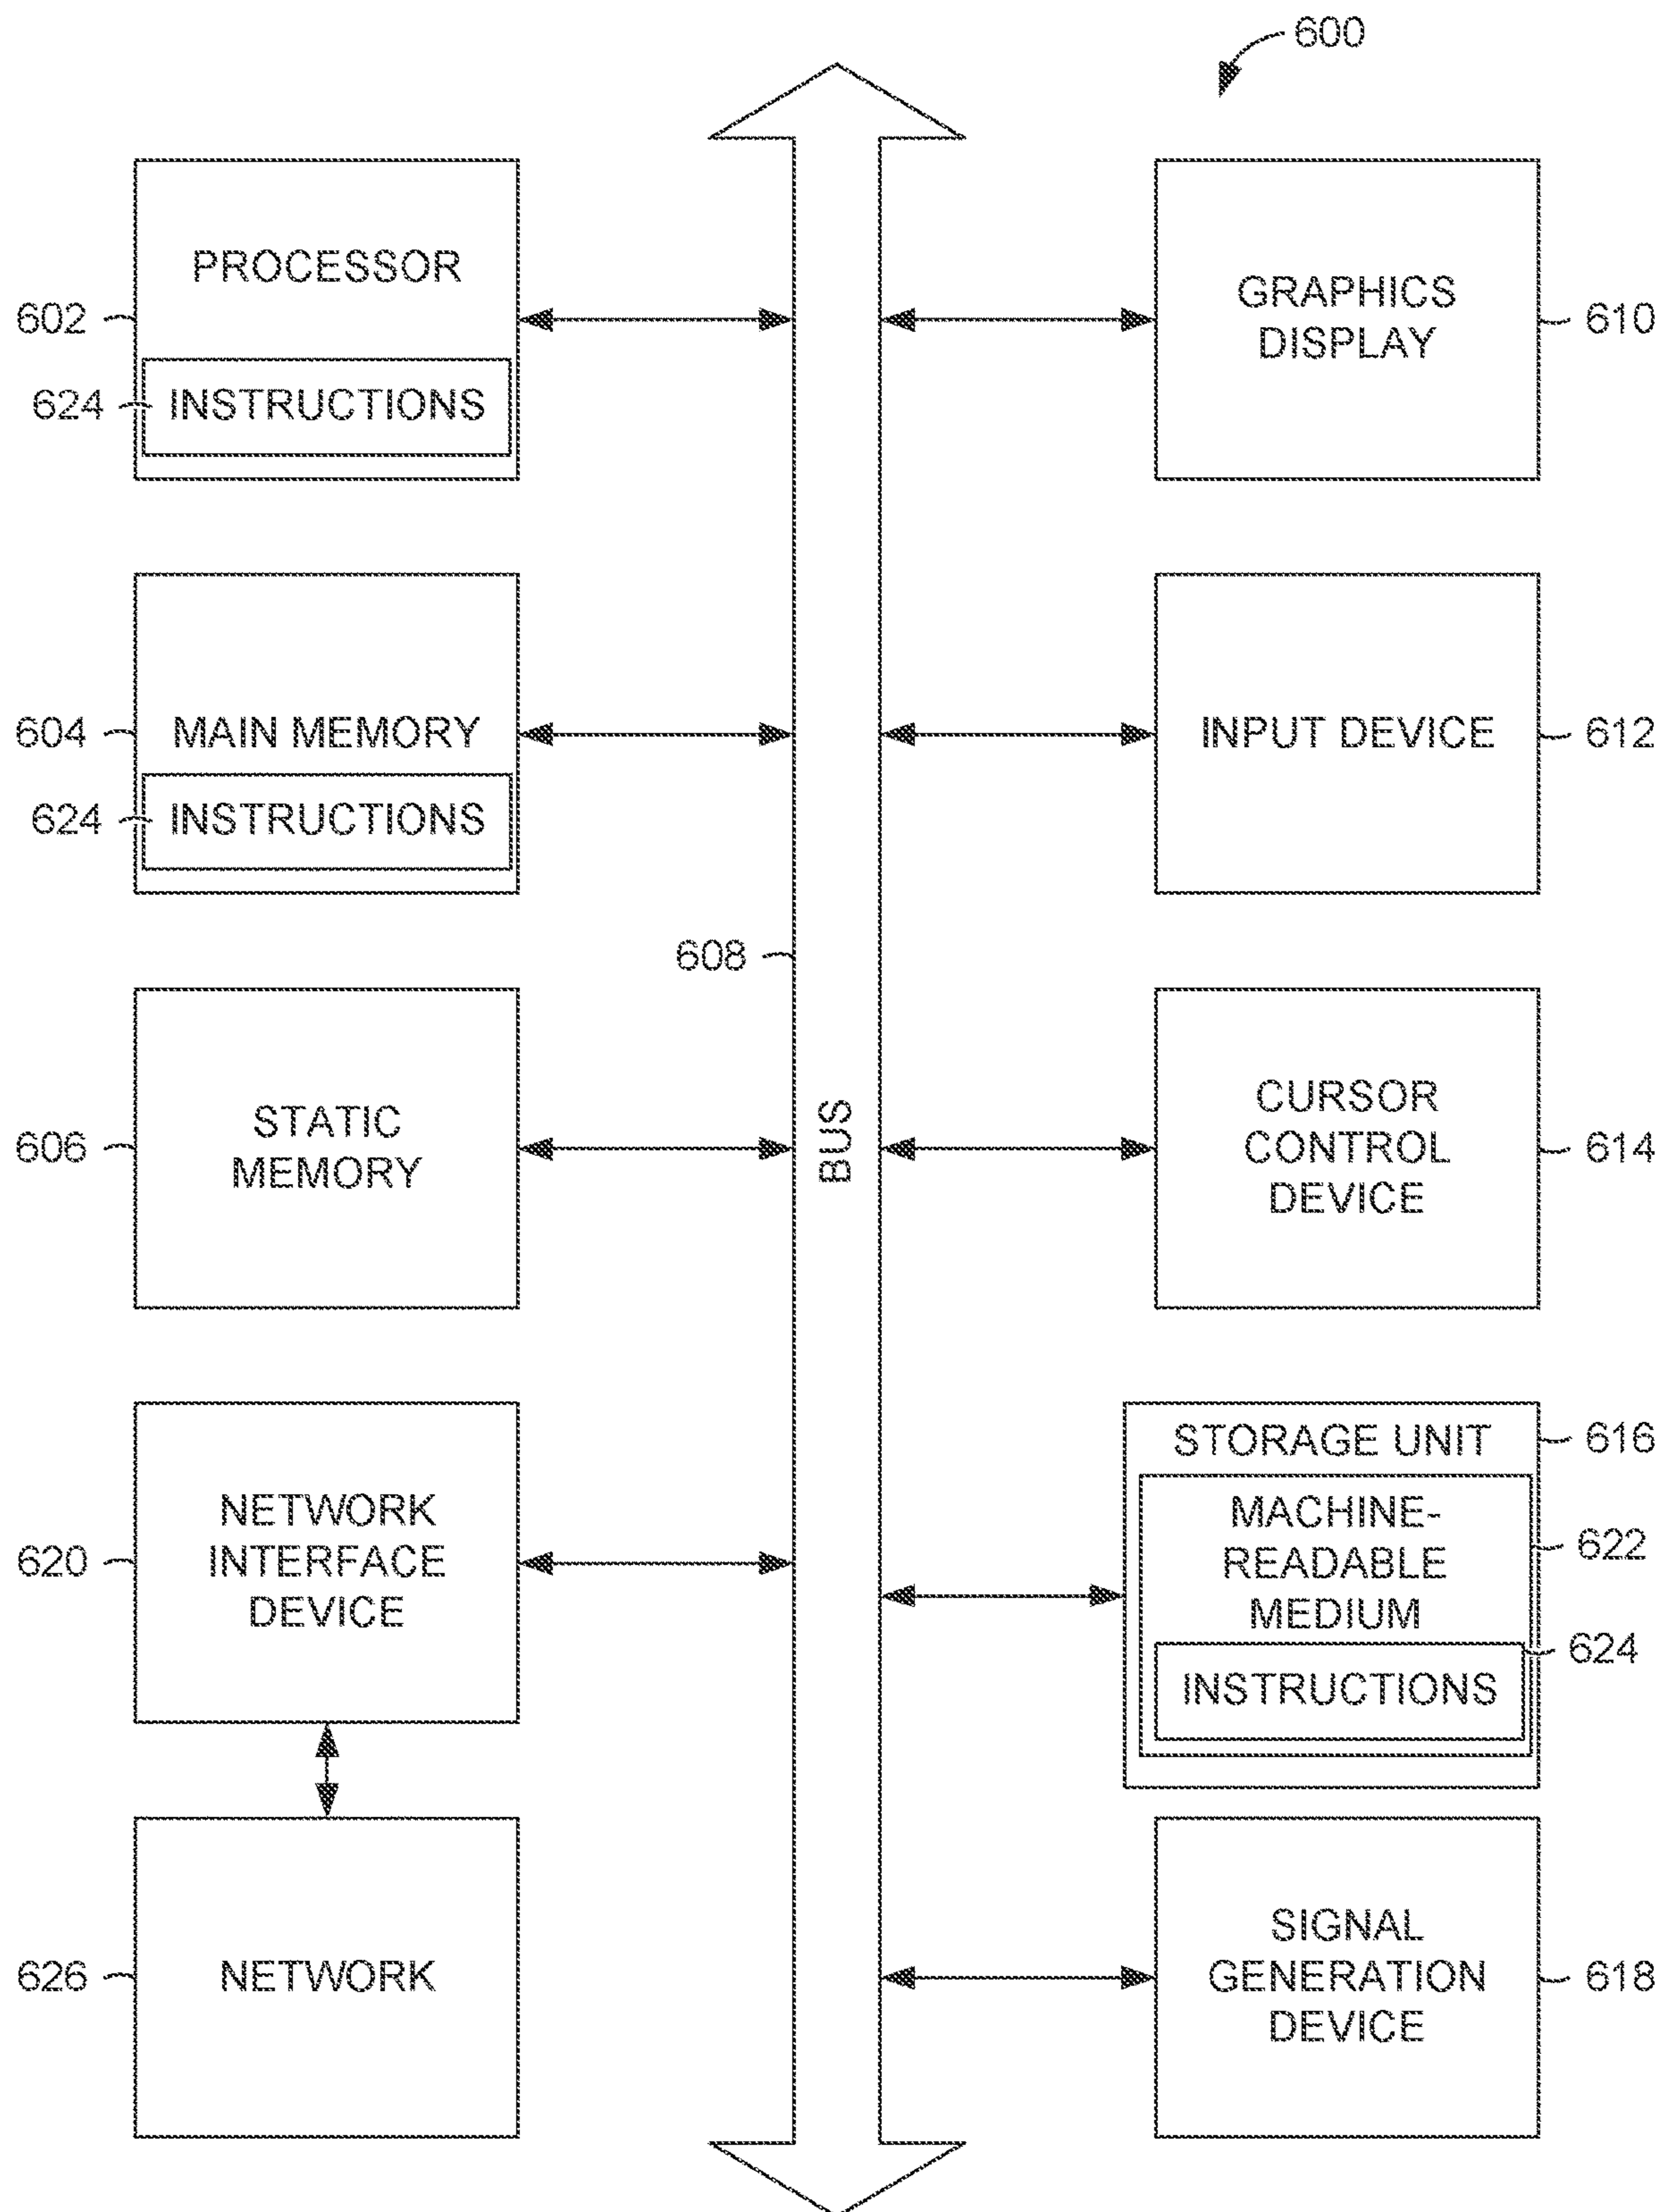 600
PROCESSOR
602
624
INSTRUCTIONS
GRAPHICS
DISPLAY
610
604
MAIN MEMORY
624
INSTRUCTIONS
INPUT DEVICE
612
608
BUS
606
STATIC
MEMORY
CURSOR
CONTROL
DEVICE
614
620
NETWORK
INTERFACE
DEVICE
STORAGE UNIT
616
MACHINE-
READABLE
MEDIUM
622
624
INSTRUCTIONS
626
NETWORK
SIGNAL
GENERATION
DEVICE
618